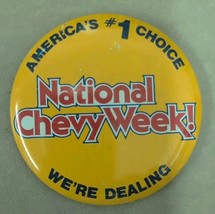 AMERICA'S #1 CHOICE
National
Chevy Week!
WE'RE DEALING